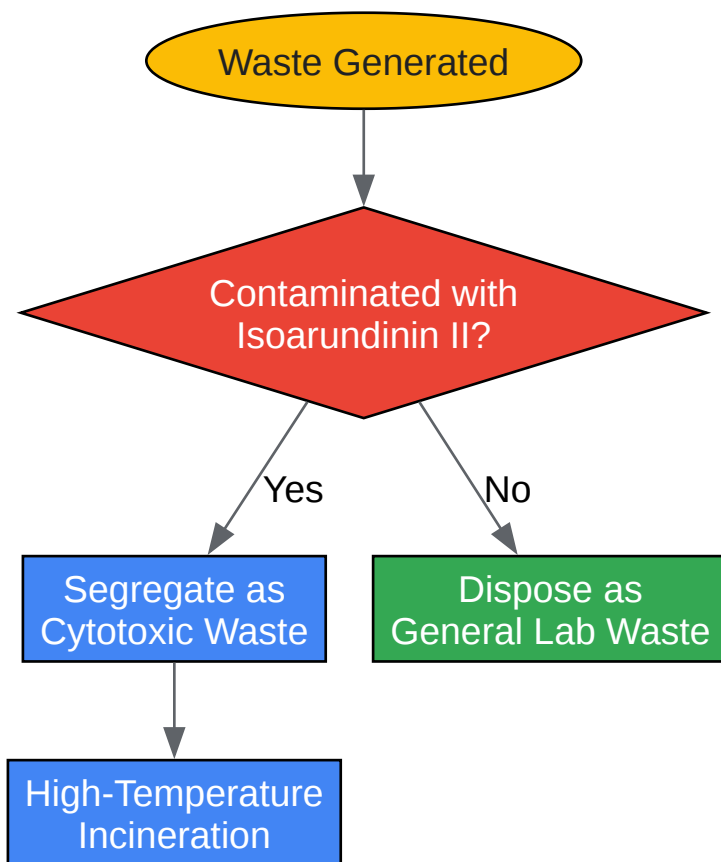 Waste Generated
Contaminated with
Isoarundinin II?
Yes
No
Segregate as
Cytotoxic Waste
Dispose as
General Lab Waste
High-Temperature
Incineration